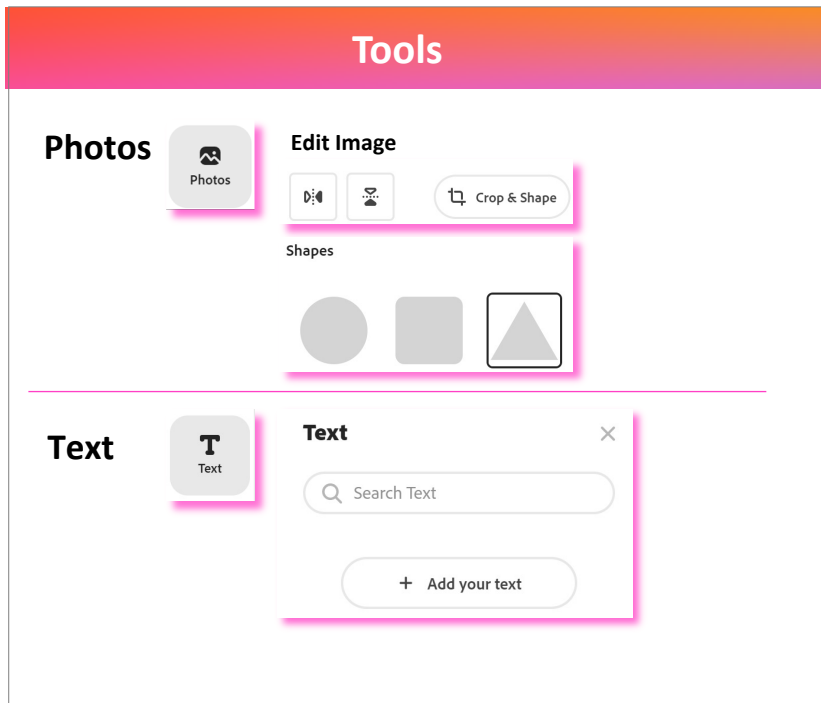 Tools
Photos
Photos
Edit Image
Crop & Shape
Shapes
Text
T
Text
Text
Search Text
+ Add your text